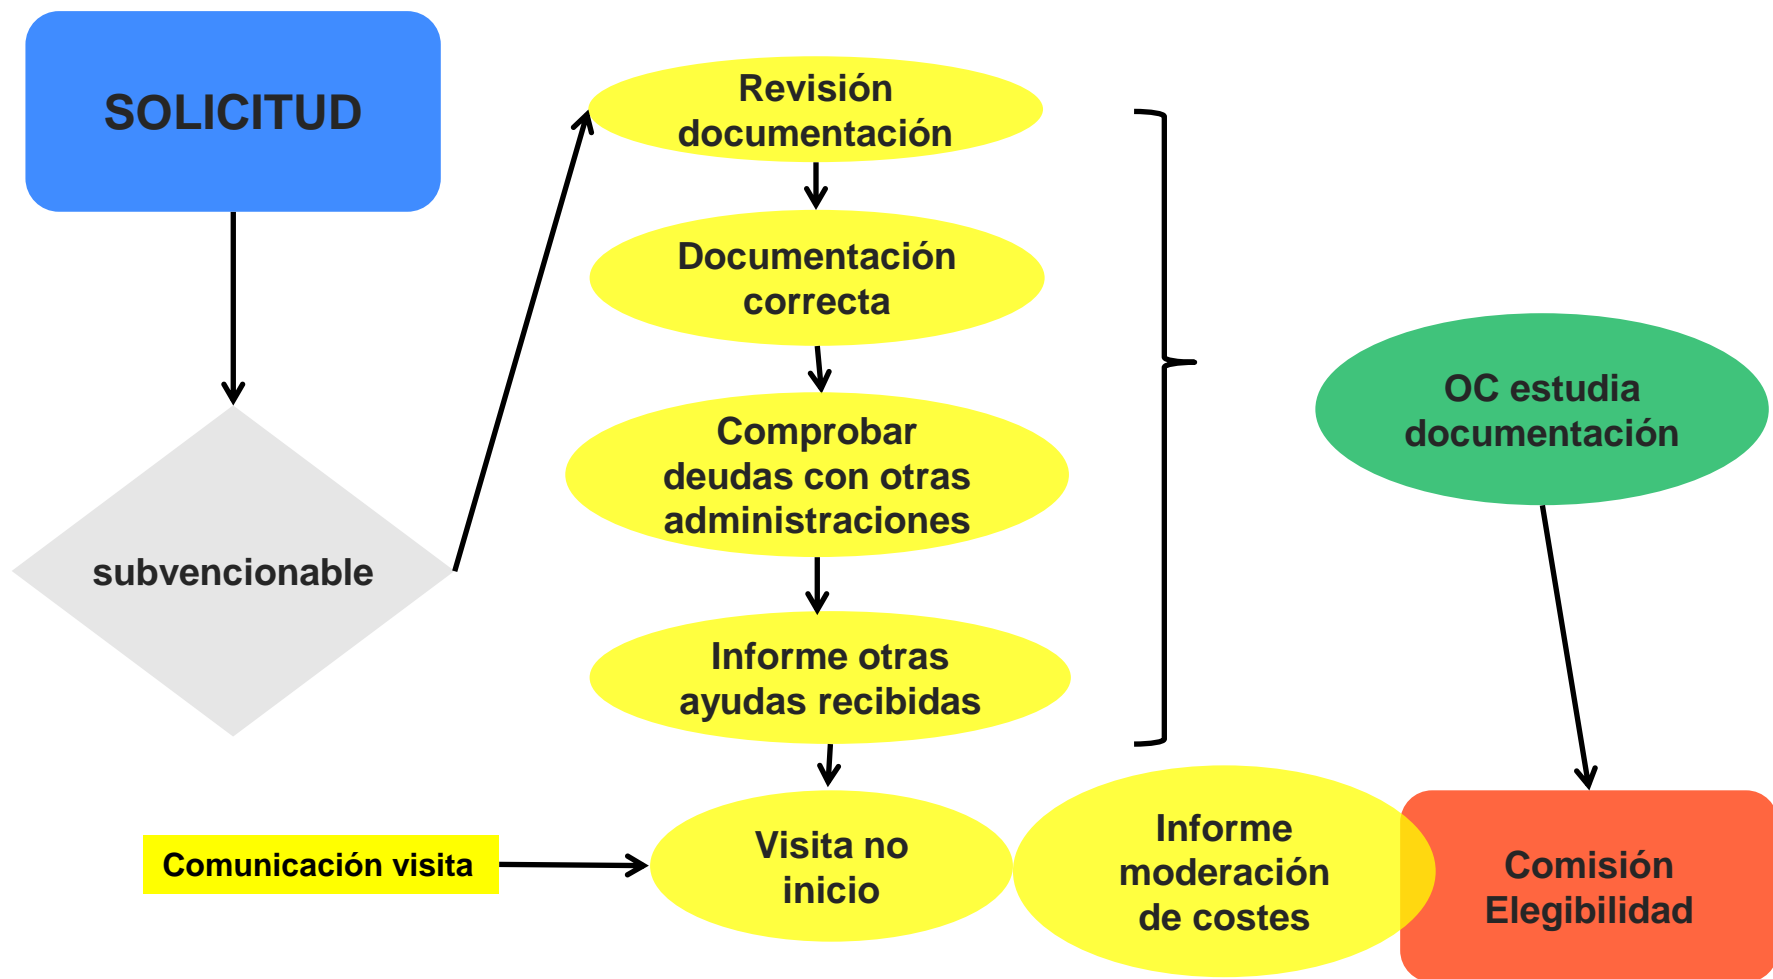 SOLICITUD
subvencionable
Revisión
documentación
Documentación
correcta
Comprobar
deudas con otras
administraciones
Informe otras
ayudas recibidas
Comunicación visita
Visita no
inicio
Informe
moderación
de costes
OC estudia
documentación
Comisión
Elegibilidad